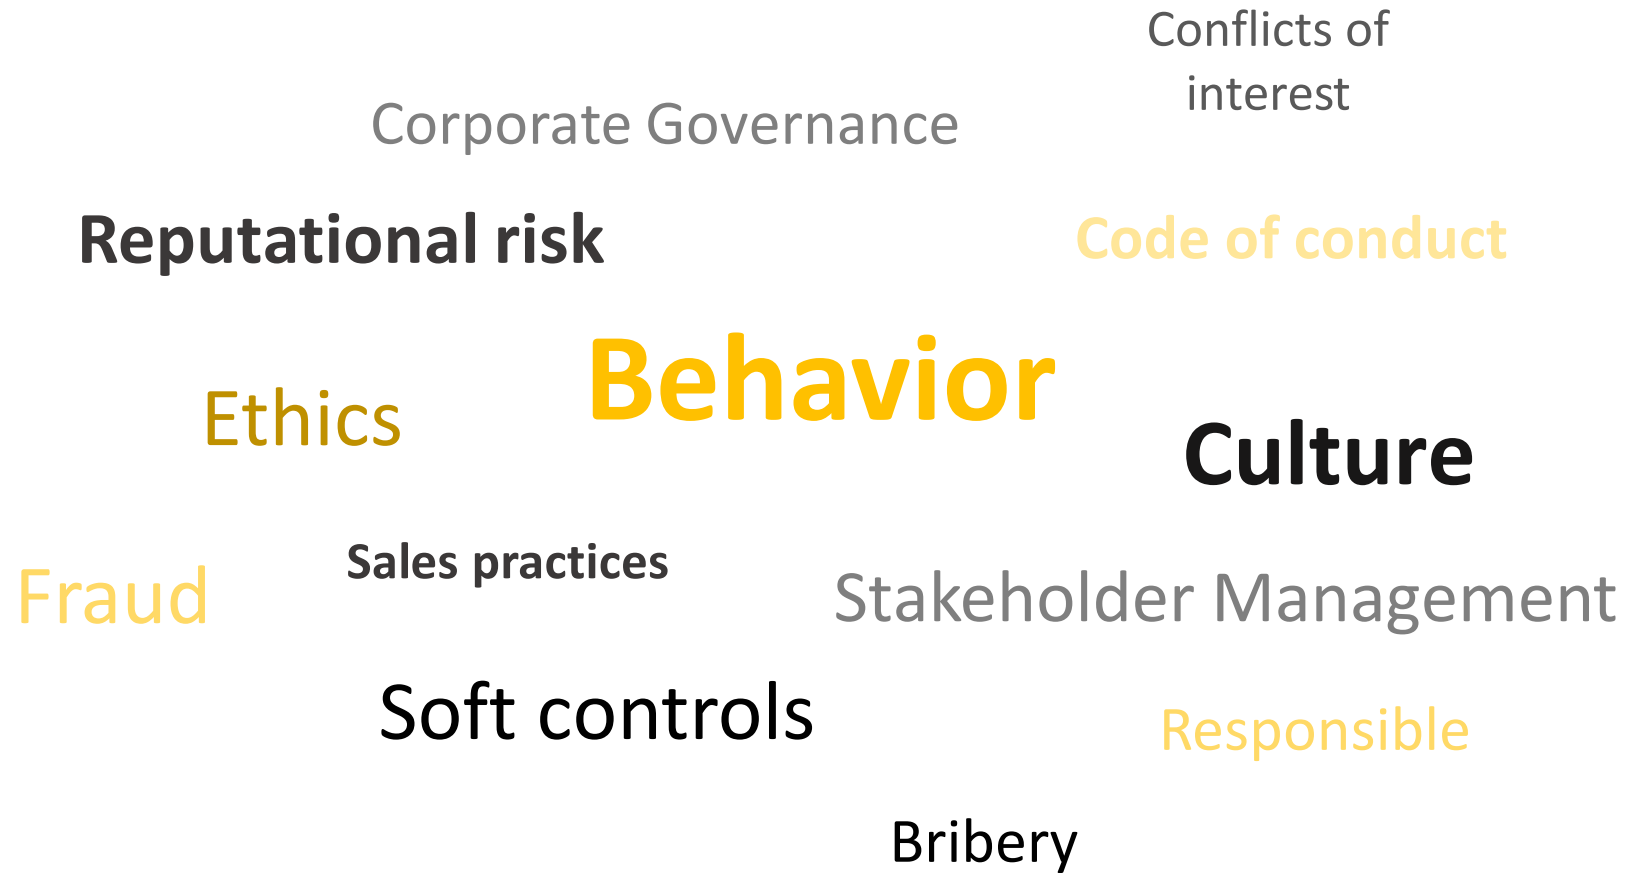 Conflicts of
interest
Corporate Governance
Reputational risk
Code of conduct
Behavior
Ethics
Culture
Sales practices
Fraud
Stakeholder Management
Soft controls
Responsible
Bribery